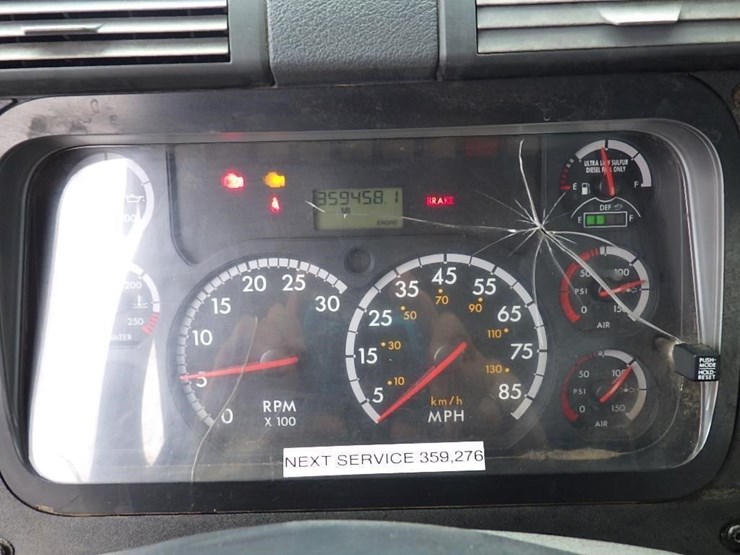 ULTRA LOW SULFUR
DIESEL FUEL ONLY
E F
DEF
E F
359458.1
MI
ENGINE
BRAKE
200
250
WATER
0 5 10 15 20 25 30
RPM
X 100
5 15 25 35 45 55 65 75 85
10 30 50 70 90 110 130
km/h
MPH
0 50 100 150
PSI
AIR
0 50 100 150
PSI
AIR
PUSH-
MODE
HOLD-
RESET
NEXT SERVICE 359,276